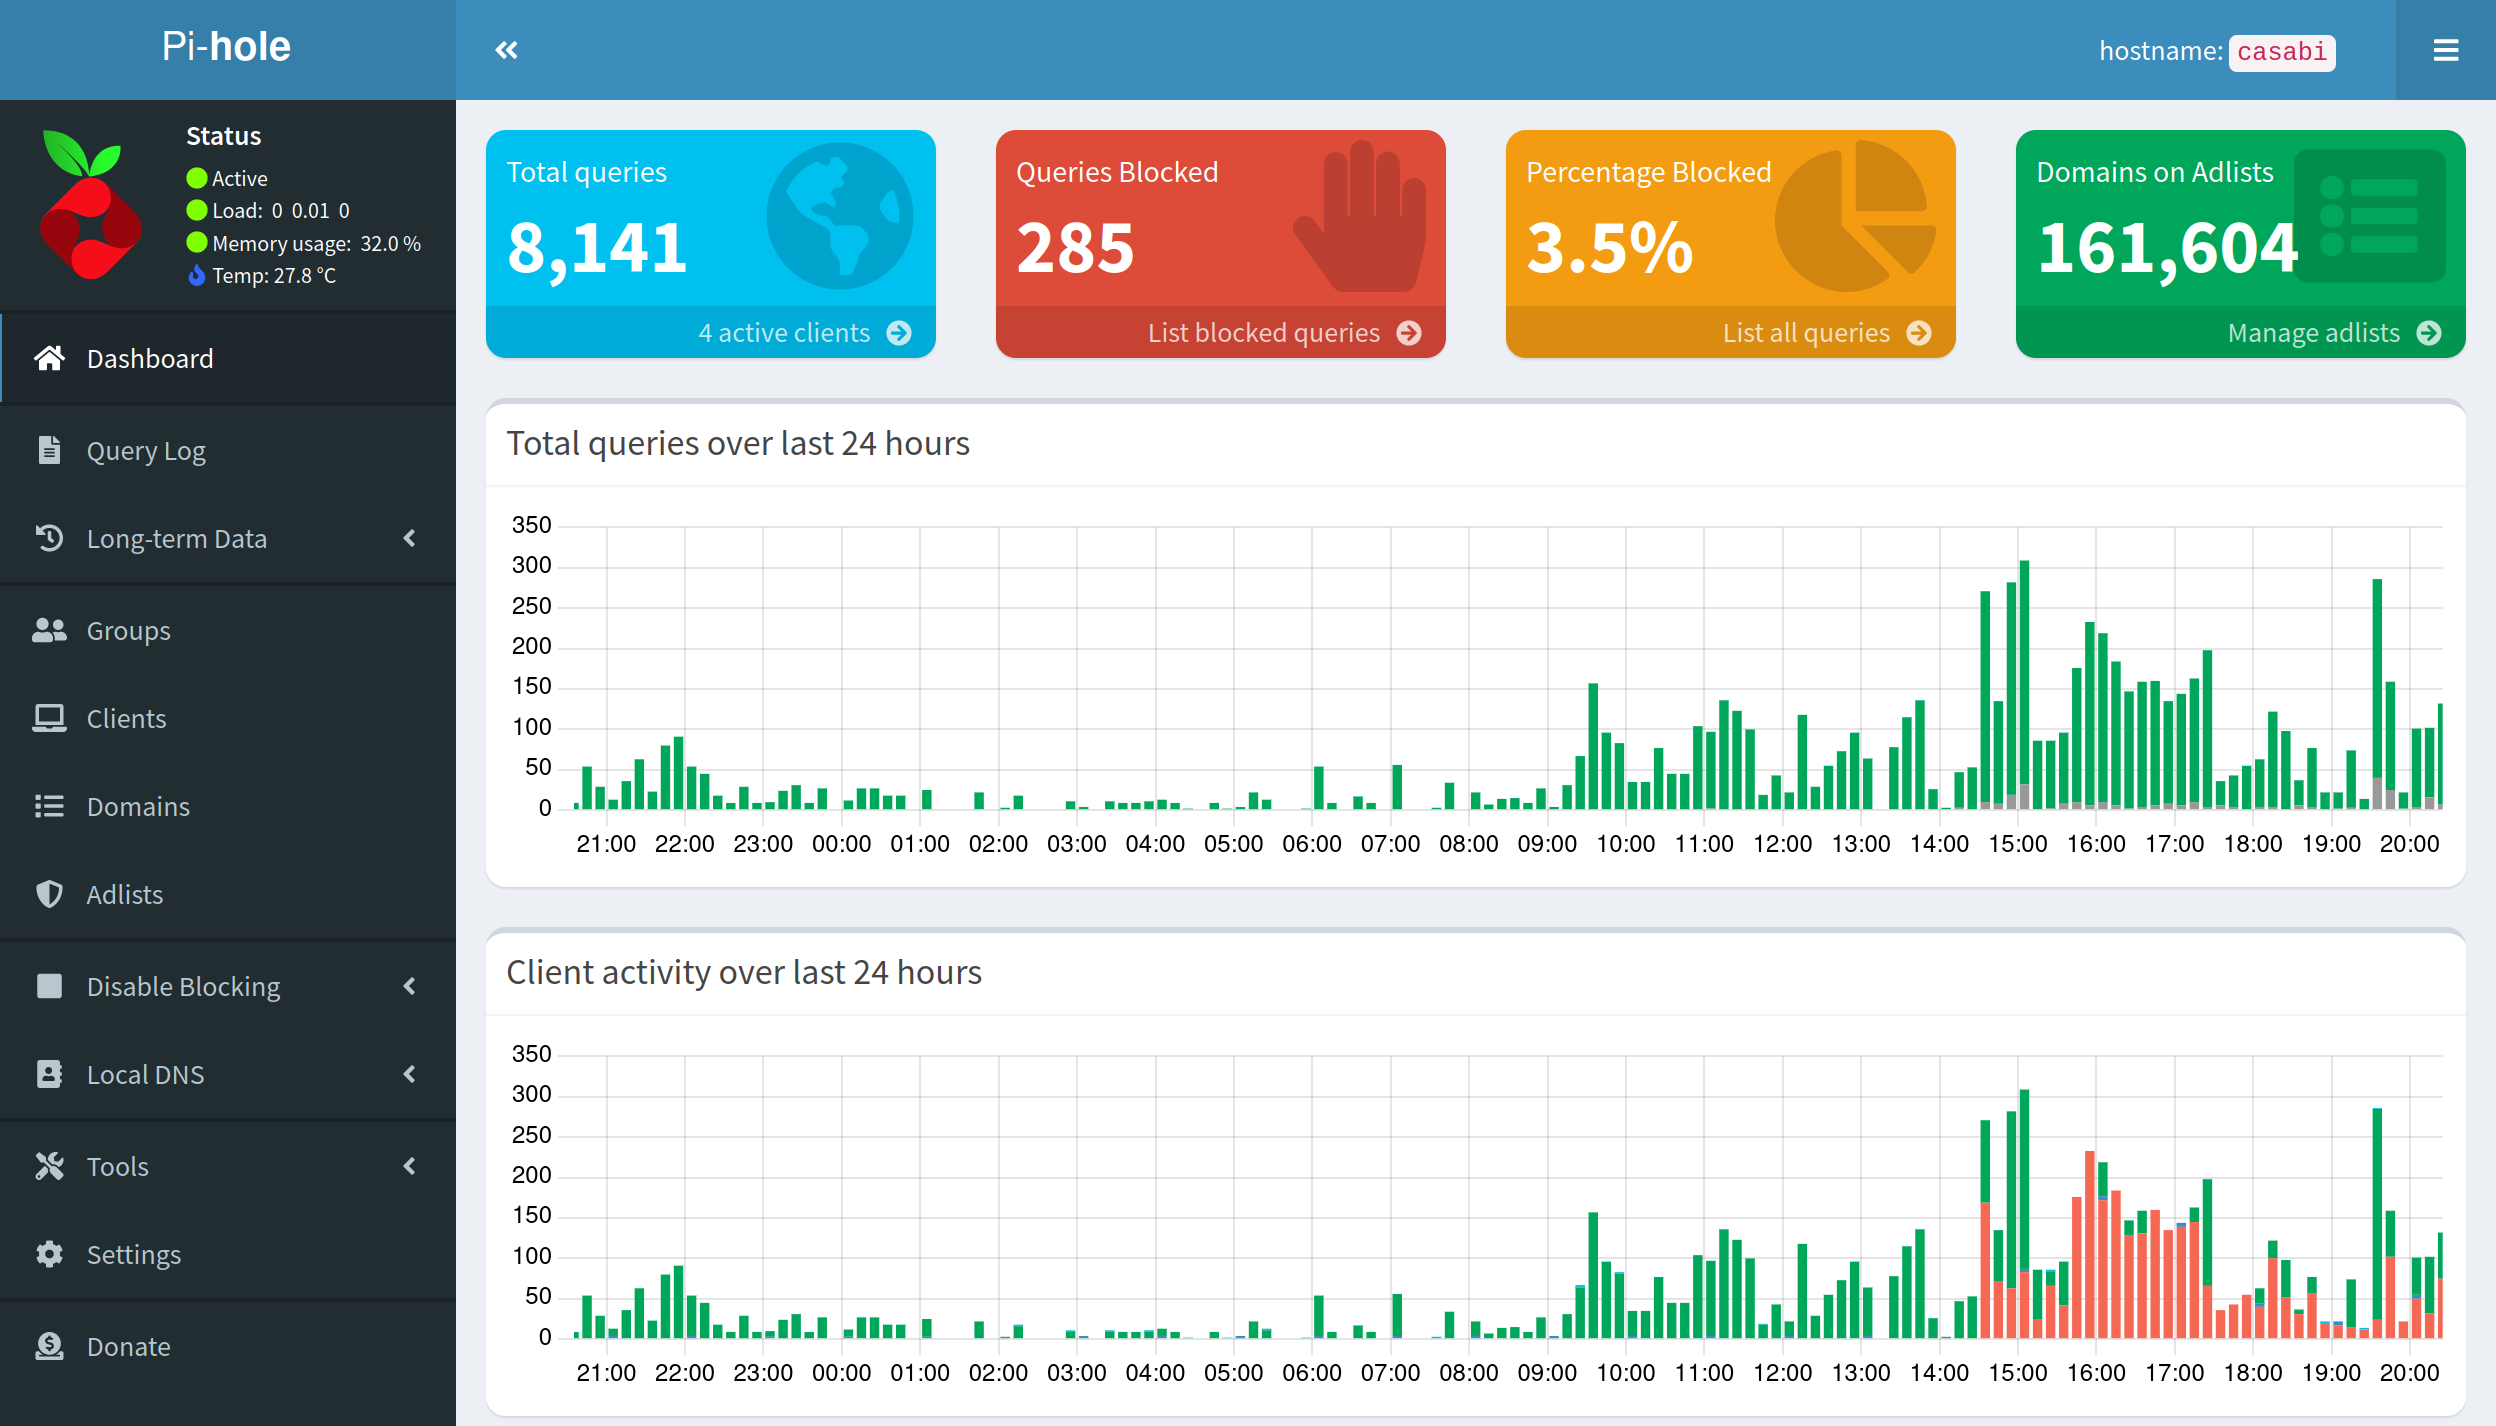 Pi-hole
hostname: casabi
Status
Active
Load: 0 0.01 0
Memory usage: 32.0 %
Temp: 27.8 °C
Dashboard
Query Log
Long-term Data
Groups
Clients
Domains
Adlists
Disable Blocking
Local DNS
Tools
Settings
Donate
Total queries
8,141
4 active clients
Queries Blocked
285
List blocked queries
Percentage Blocked
3.5%
List all queries
Domains on Adlists
161,604
Manage adlists
Total queries over last 24 hours
350
300
250
200
150
100
50
0
21:00 22:00 23:00 00:00 01:00 02:00 03:00 04:00 05:00 06:00 07:00 08:00 09:00 10:00 11:00 12:00 13:00 14:00 15:00 16:00 17:00 18:00 19:00 20:00
Client activity over last 24 hours
350
300
250
200
150
100
50
0
21:00 22:00 23:00 00:00 01:00 02:00 03:00 04:00 05:00 06:00 07:00 08:00 09:00 10:00 11:00 12:00 13:00 14:00 15:00 16:00 17:00 18:00 19:00 20:00